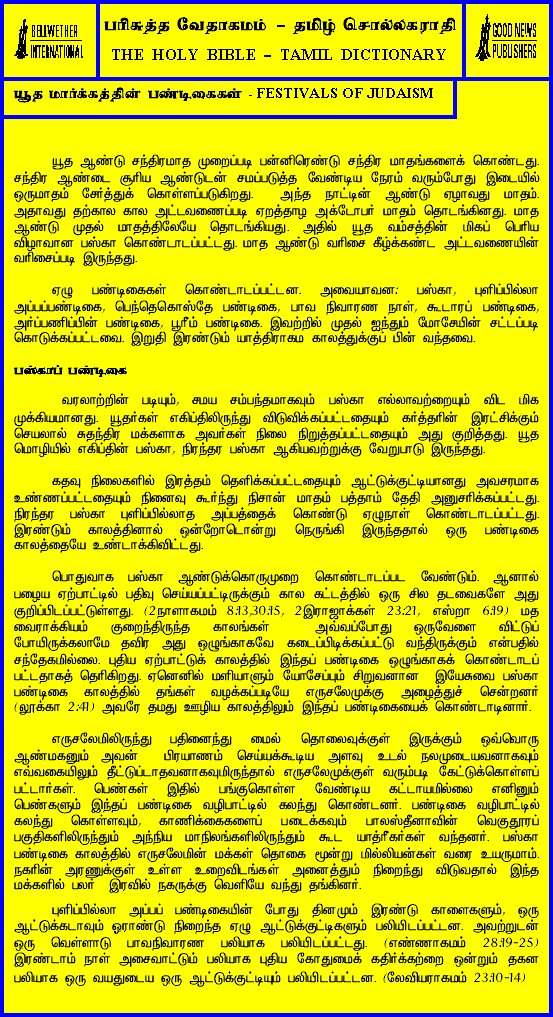 BELLWETHER
INTERNATIONAL
பரிசுத்த வேதாகமம் - தமிழ் சொல்லகராதி
THE HOLY BIBLE - TAMIL DICTIONARY
GOOD NEWS
PUBLISHERS
யூத மார்க்கத்தின் பண்டிகைகள் - FESTIVALS OF JUDAISM
யூத ஆண்டு சந்திரமாத முறைப்படி பன்னிரெண்டு சந்திர மாதங்களைக் கொண்டது.
சந்திர ஆண்டை சூரிய ஆண்டுடன் சமப்படுத்த வேண்டிய நேரம் வரும்போது இடையில்
ஒருமாதம் சேர்த்துக் கொள்ளப்படுகிறது. அந்த நாட்டின் ஆண்டு ஏழாவது மாதம்.
அதாவது தற்கால கால அட்டவணைப்படி ஏறத்தாழ அக்டோபர் மாதம் தொடங்கினது. மாத
ஆண்டு முதல் மாதத்திலேயே தொடங்கியது. அதில் யூத வம்சத்தின் மிகப் பெரிய
விழாவான பஸ்கா கொண்டாடப்பட்டது. மாத ஆண்டு வரிசை கீழ்க்கண்ட அட்டவணையின்
வரிசைப்படி இருந்தது.
ஏழு பண்டிகைகள் கொண்டாடப்பட்டன. அவையாவன: பஸ்கா, புளிப்பில்லா
அப்பப்பண்டிகை, பெந்தெகொஸ்தே பண்டிகை, பாவ நிவாரண நாள், கூடாரப் பண்டிகை,
அர்ப்பணிப்பின் பண்டிகை, பூரீம் பண்டிகை. இவற்றில் முதல் ஐந்தும் மோசேயின் சட்டப்படி
கொடுக்கப்பட்டவை. இறுதி இரண்டும் யாத்திராகம காலத்துக்குப் பின் வந்தவை.
பஸ்காப் பண்டிகை
வரலாற்றின் படியும், சமய சம்பந்தமாகவும் பஸ்கா எல்லாவற்றையும் விட மிக
முக்கியமானது. யூதர்கள் எகிப்திலிருந்து விடுவிக்கப்பட்டதையும் கர்த்தரின் இரட்சிக்கும்
செயலால் சுதந்திர மக்களாக அவர்கள் நிலை நிறுத்தப்பட்டதையும் அது குறித்தது. யூத
மொழியில் எகிப்தின் பஸ்கா, நிரந்தர பஸ்கா ஆகியவற்றுக்கு வேறுபாடு இருந்தது.
கதவு நிலைகளில் இரத்தம் தெளிக்கப்பட்டதையும் ஆட்டுக்குட்டியானது அவசரமாக
உண்ணப்பட்டதையும் நினைவு கூர்ந்து நிசான் மாதம் பத்தாம் தேதி அனுசரிக்கப்பட்டது.
நிரந்தர பஸ்கா புளிப்பில்லாத அப்பத்தைக் கொண்டு ஏழுநாள் கொண்டாடப்பட்டது.
இரண்டும் காலத்தினால் ஒன்றோடொன்று நெருங்கி இருந்ததால் ஒரு பண்டிகை
காலத்தையே உண்டாக்கிவிட்டது.
பொதுவாக பஸ்கா ஆண்டுக்கொருமுறை கொண்டாடப்பட வேண்டும். ஆனால்
பழைய ஏற்பாட்டில் பதிவு செய்யப்பட்டிருக்கும் கால கட்டத்தில் ஒரு சில தடவைகளே அது
குறிப்பிடப்பட்டுள்ளது. (2நாளாகமம் 8:13,30:15, 2இராஜாக்கள் 23:21, எஸ்றா 6:19) மத
வைராக்கியம் குறைந்திருந்த காலங்கள் அவ்வப்போது ஒருவேளை விட்டுப்
போயிருக்கலாமே தவிர அது ஒழுங்காகவே கடைப்பிடிக்கப்பட்டு வந்திருக்கும் என்பதில்
சந்தேகமில்லை. புதிய ஏற்பாட்டுக் காலத்தில் இந்தப் பண்டிகை ஒழுங்காகக் கொண்டாடப்
பட்டதாகத் தெரிகிறது. ஏனெனில் மரியாளும் யோசேப்பும் சிறுவனான இயேசுவை பஸ்கா
பண்டிகை காலத்தில் தங்கள் வழக்கப்படியே எருசலேமுக்கு அழைத்துச் சென்றனர்
(லூக்கா 2:41) அவரே தமது ஊழிய காலத்திலும் இந்தப் பண்டிகையைக் கொண்டாடினார்.
எருசலேமிலிருந்து பதினைந்து மைல் தொலைவுக்குள் இருக்கும் ஒவ்வொரு
ஆண்மகனும் அவன் பிரயாணம் செய்யக்கூடிய அளவு உடல் நலமுடையவனாகவும்
எவ்வகையிலும் தீட்டுப்படாதவனாகவுமிருந்தால் எருசலேமுக்குள் வரும்படி கேட்டுக்கொள்ளப்
பட்டார்கள். பெண்கள் இதில் பங்குகொள்ள வேண்டிய கட்டாயமில்லை எனினும்
பெண்களும் இந்தப் பண்டிகை வழிபாட்டில் கலந்து கொண்டனர். பண்டிகை வழிபாட்டில்
கலந்து கொள்ளவும், காணிக்கைகளைப் படைக்கவும் பாலஸ்தீனாவின் வெகுதூரப்
பகுதிகளிலிருந்தும் அந்நிய மாநிலங்களிலிருந்தும் கூட யாத்ரீகர்கள் வந்தனர். பஸ்கா
பண்டிகை காலத்தில் எருசலேமின் மக்கள் தொகை மூன்று மில்லியன்கள் வரை உயருமாம்.
நகரின் அரணுக்குள் உள்ள உறைவிடங்கள் அனைத்தும் நிறைந்து விடுவதால் இந்த
மக்களில் பலர் இரவில் நகருக்கு வெளியே வந்து தங்கினர்.
புளிப்பில்லா அப்பப் பண்டிகையின் போது தினமும் இரண்டு காளைகளும், ஒரு
ஆட்டுக்கடாவும் ஓராண்டு நிறைந்த ஏழு ஆட்டுக்குட்டிகளும் பலியிடப்பட்டன. அவற்றுடன்
ஒரு வெள்ளாடு பாவநிவாரண பலியாக பலியிடப்பட்டது. (எண்ணாகமம் 28:19-25)
இரண்டாம் நாள் அசைவாட்டும் பலியாக புதிய கோதுமைக் கதிர்க்கற்றை ஒன்றும் தகன
பலியாக ஒரு வயதுடைய ஒரு ஆட்டுக்குட்டியும் பலியிடப்பட்டன. (லேவியராகமம் 23:10-14)